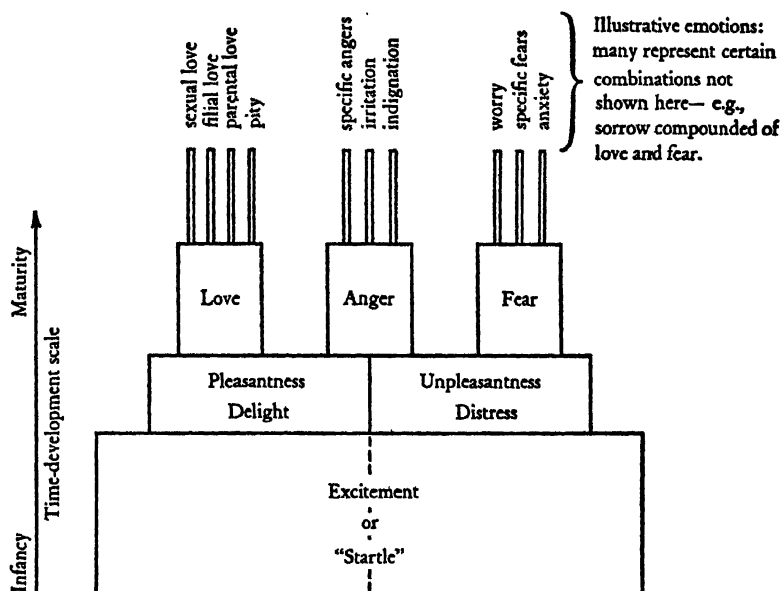 sexual love
filial love
parental love
pity
specific angers
irritation
indignation
worry
specific fears
anxiety
Illustrative emotions:
many represent certain
combinations not
shown here— e.g.,
sorrow compounded of
love and fear.
Maturity
Time-development scale
Infancy
Love
Anger
Fear
Pleasantness
Delight
Unpleasantness
Distress
Excitement
or
“Startle”